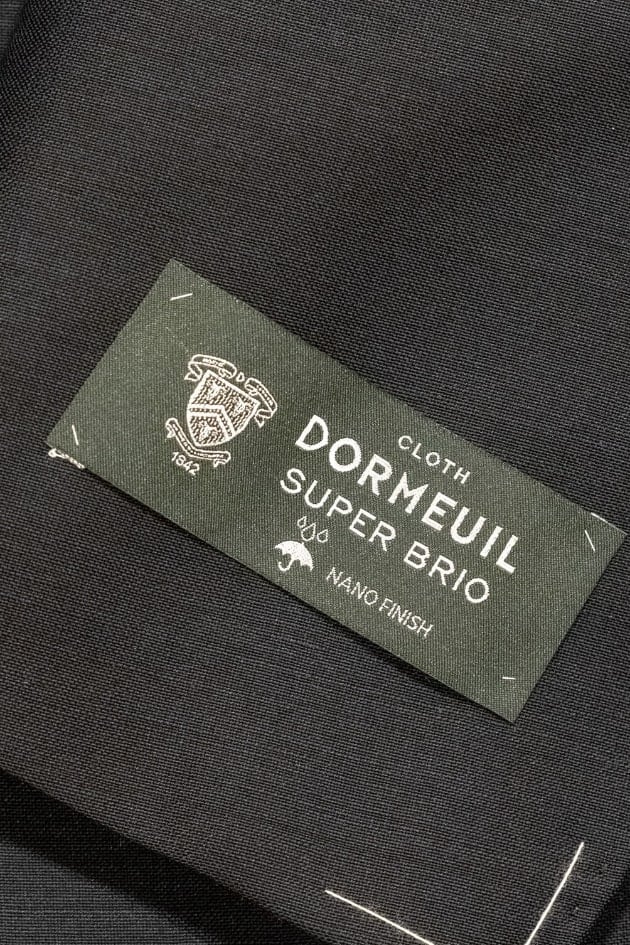 1842
CLOTH
DORMEUIL
SUPER BRIO
NANO FINISH